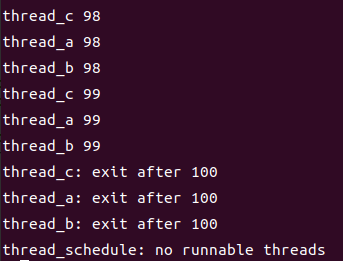 thread_c 98
thread_a 98
thread_b 98
thread_c 99
thread_a 99
thread_b 99
thread_c: exit after 100
thread_a: exit after 100
thread_b: exit after 100
thread_schedule: no runnable threads